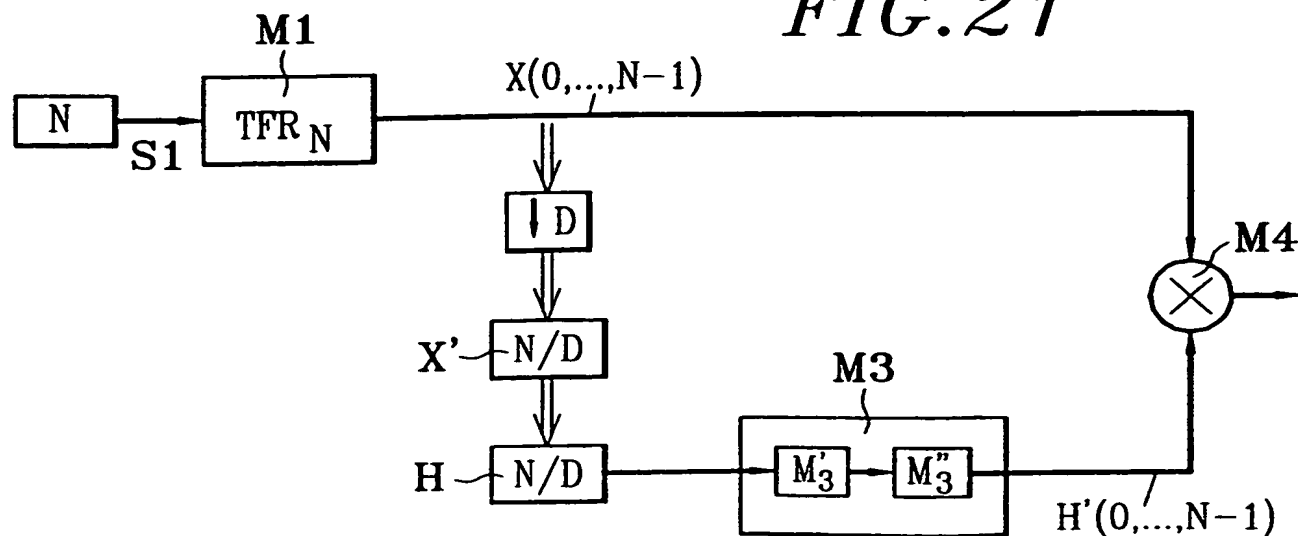 FIG. 21
M1
N
S1
TFR N
X(0,...,N-1)
↓ D
M4
X'
N/D
M3
H
N/D
M'3
M"3
H'(0,...,N-1)